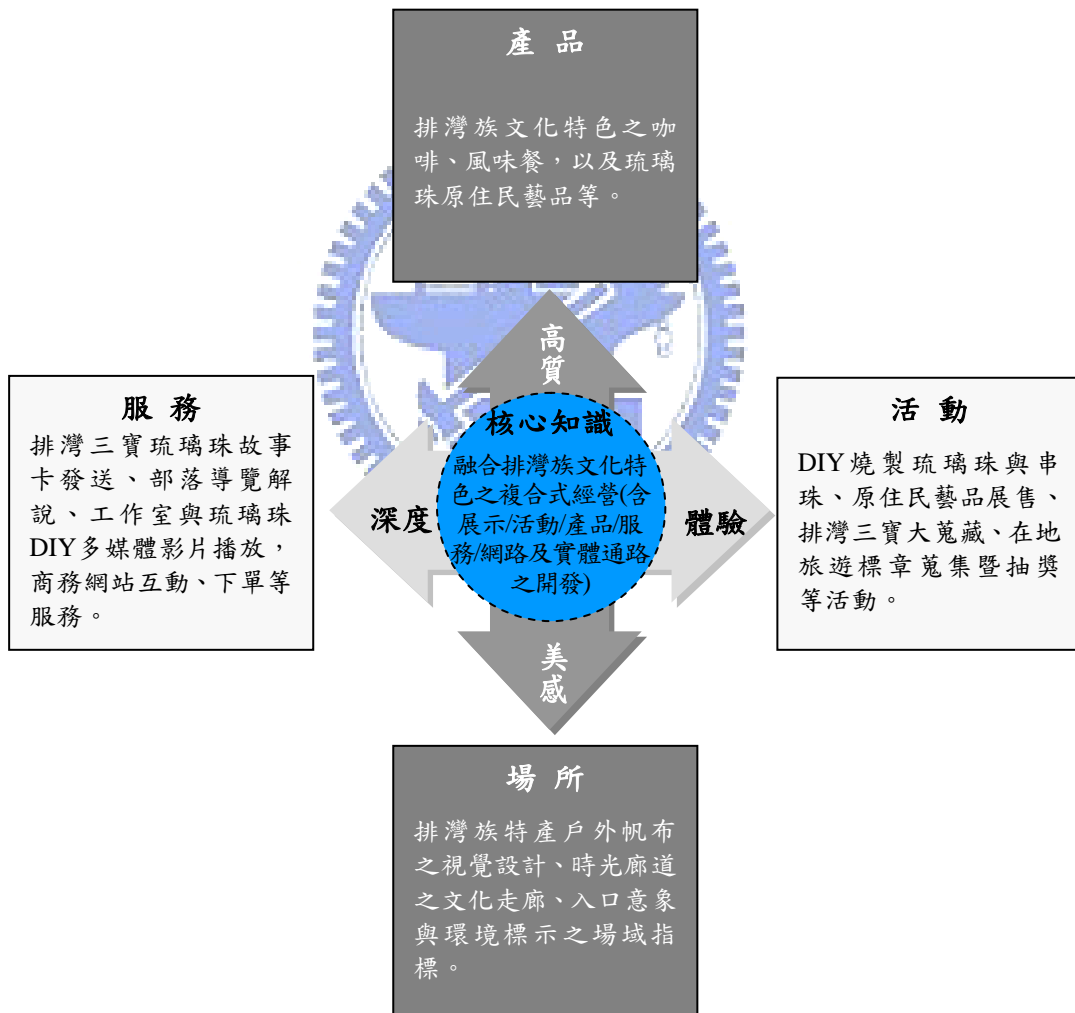 產 品
排灣族文化特色之咖
啡、風味餐，以及琉璃
珠原住民藝品等。
高質
服 務
排灣三寶琉璃珠故事
卡發送、部落導覽解
說、工作室與琉璃珠
DIY多媒體影片播放，
商務網站互動、下單等
服務。
深度
核心知識
融合排灣族文化特
色之複合式經營(含
展示/活動/產品/服
務/網路及實體通路
之開發)
體驗
活 動
DIY燒製琉璃珠與串
珠、原住民藝品展售、
排灣三寶大蒐藏、在地
旅遊標章蒐集暨抽獎
等活動。
美感
場 所
排灣族特產戶外帆布
之視覺設計、時光廊道
之文化走廊、入口意象
與環境標示之場域指
標。